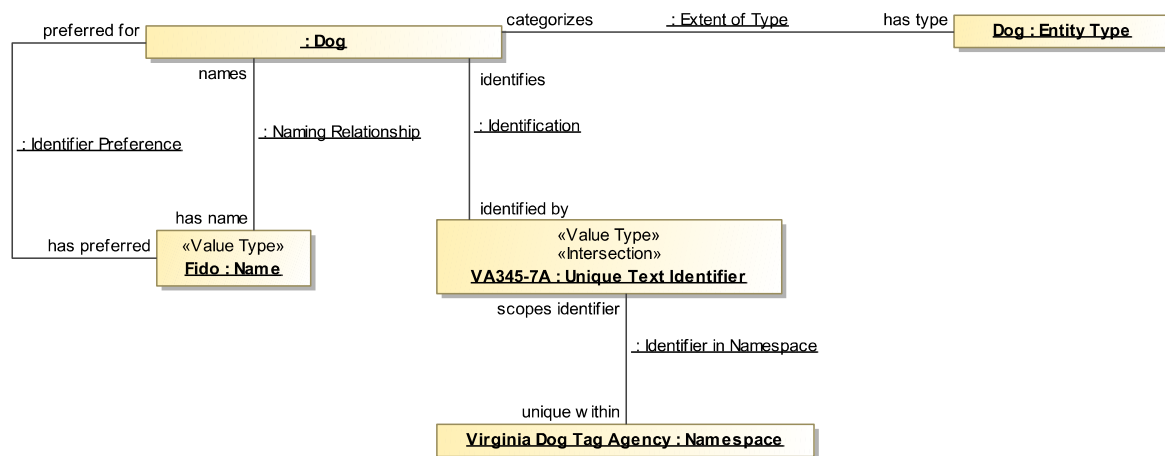 categorizes
: Extent of Type
has type
preferred for
: Dog
Dog : Entity Type
names
identifies
: Identification
: Naming Relationship
: Identifier Preference
has name
identified by
has preferred
«Value Type»
Fido : Name
«Value Type»
«Intersection»
VA345-7A : Unique Text Identifier
scopes identifier
: Identifier in Namespace
unique within
Virginia Dog Tag Agency : Namespace